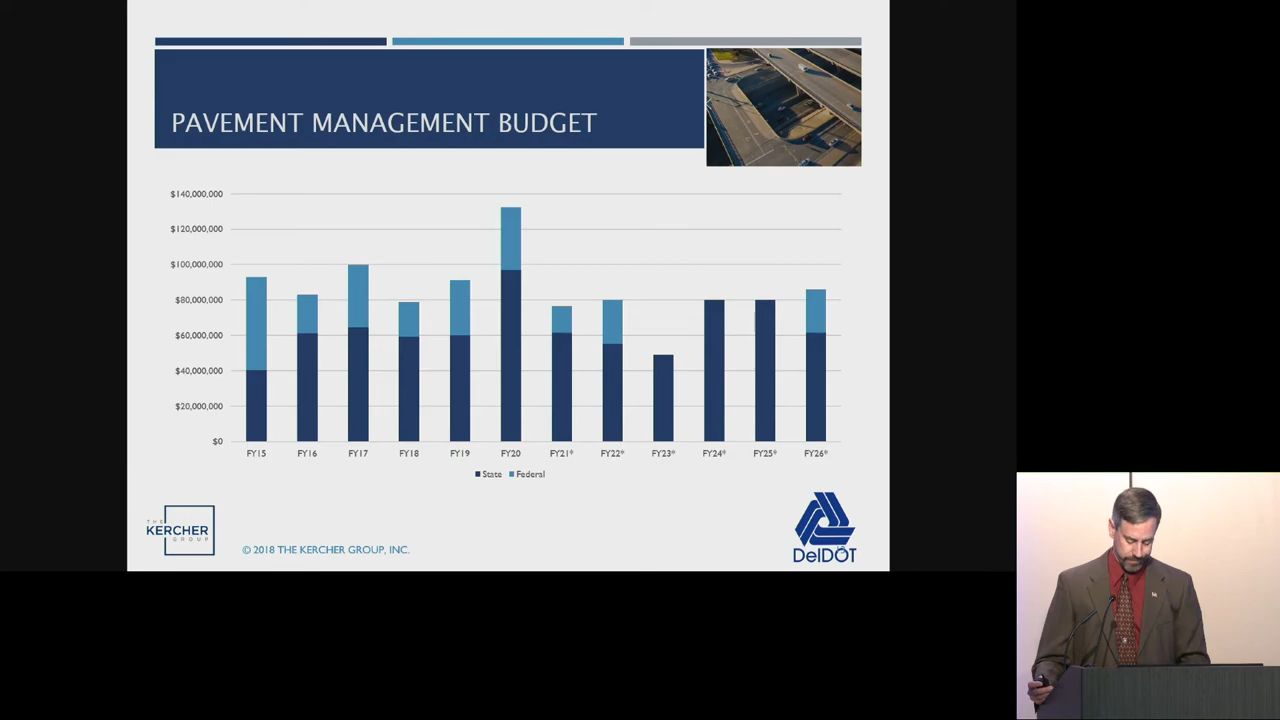 PAVEMENT MANAGEMENT BUDGET
$140,000,000
$120,000,000
$100,000,000
$80,000,000
$60,000,000
$40,000,000
$20,000,000
$0
FY15 FY16 FY17 FY18 FY19 FY20 FY21* FY22* FY23* FY24* FY25* FY26*
State Federal
THE
KERCHER
GROUP
© 2018 THE KERCHER GROUP, INC.
DelDOT